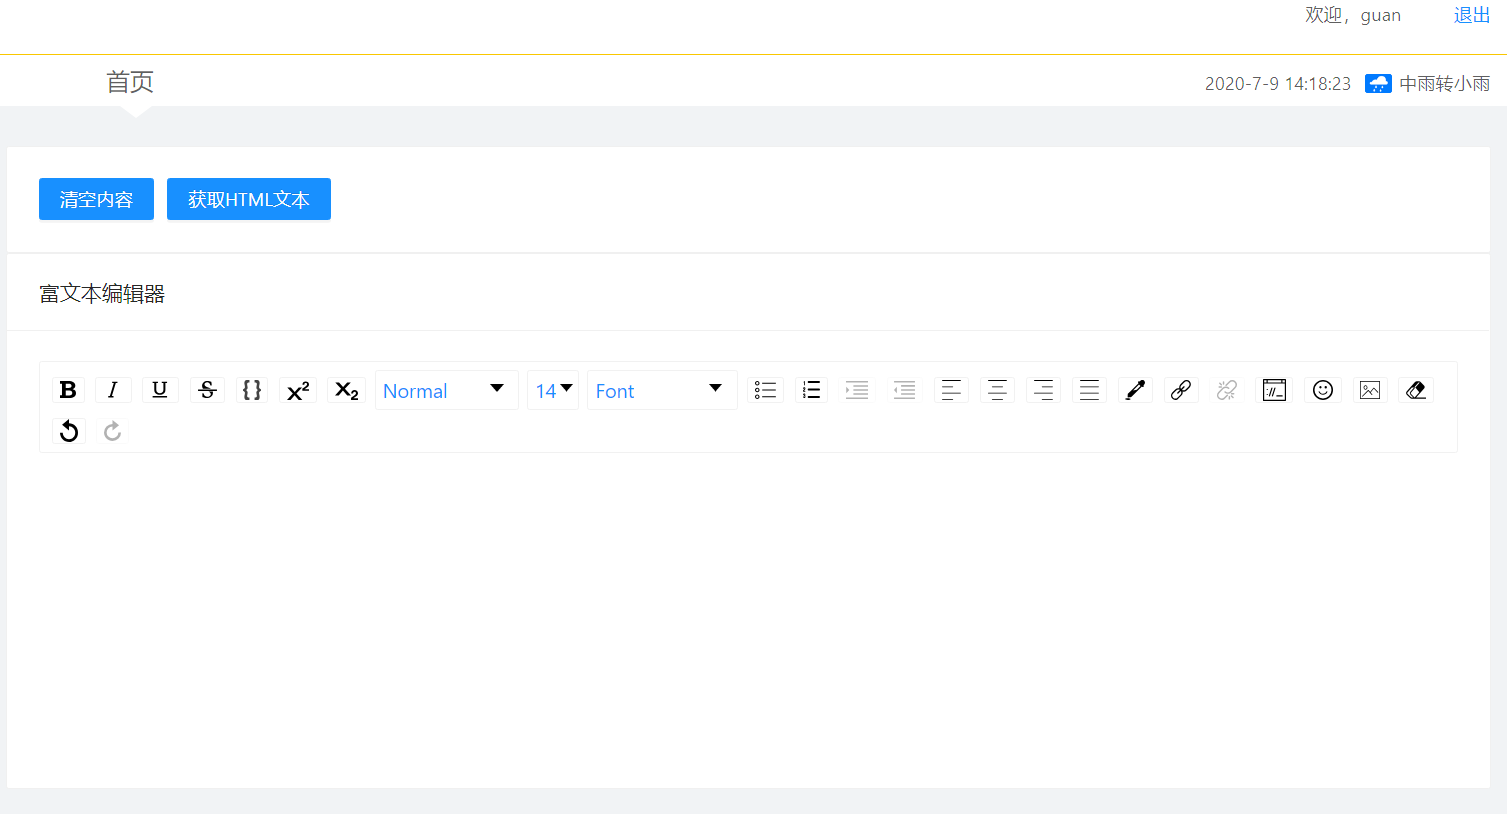 欢迎，guan 退出
首页 2020-7-9 14:18:23 中雨转小雨
清空内容 获取HTML文本
富文本编辑器
B I U S {} x² x₂ Normal 14 Font